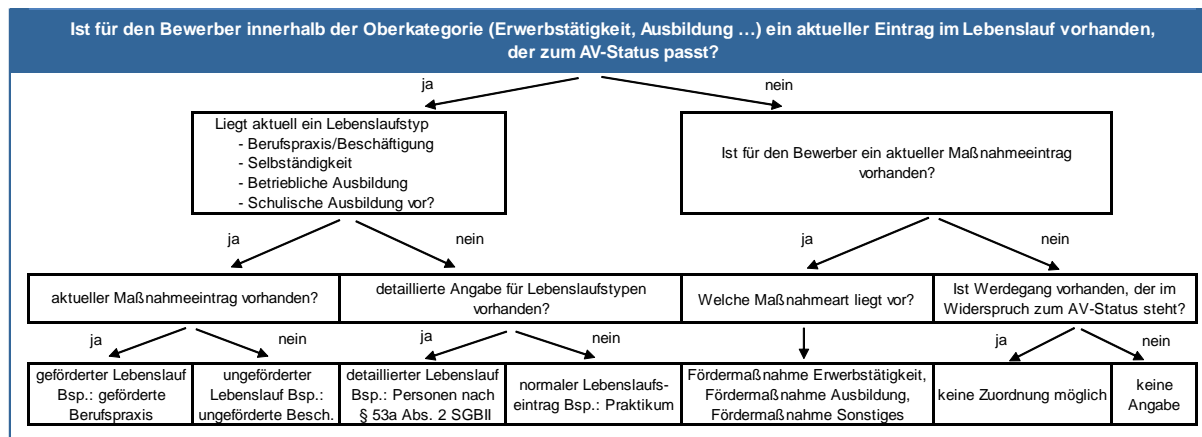 Ist für den Bewerber innerhalb der Oberkategorie (Erwerbstätigkeit, Ausbildung ...) ein aktueller Eintrag im Lebenslauf vorhanden,
der zum AV-Status passt?
ja
nein
Liegt aktuell ein Lebenslaufstyp
- Berufspraxis/Beschäftigung
- Selbständigkeit
- Betriebliche Ausbildung
- Schulische Ausbildung vor?
Ist für den Bewerber ein aktueller Maßnahmeeintrag
vorhanden?
ja
nein
ja
nein
aktueller Maßnahmeeintrag vorhanden?
detaillierte Angabe für Lebenslaufstypen
vorhanden?
Welche Maßnahmeart liegt vor?
Ist Werdegang vorhanden, der im
Widerspruch zum AV-Status steht?
ja
nein
ja
nein
ja
nein
geförderter Lebenslauf
Bsp.: geförderte
Berufspraxis
ungeförderter
Lebenslauf Bsp.:
ungeförderte Besch.
detaillierter Lebenslauf
Bsp.: Personen nach
§ 53a Abs. 2 SGBII
normaler Lebenslaufs-
eintrag Bsp.: Praktikum
Fördermaßnahme Erwerbstätigkeit,
Fördermaßnahme Ausbildung,
Fördermaßnahme Sonstiges
keine Zuordnung möglich
keine
Angabe